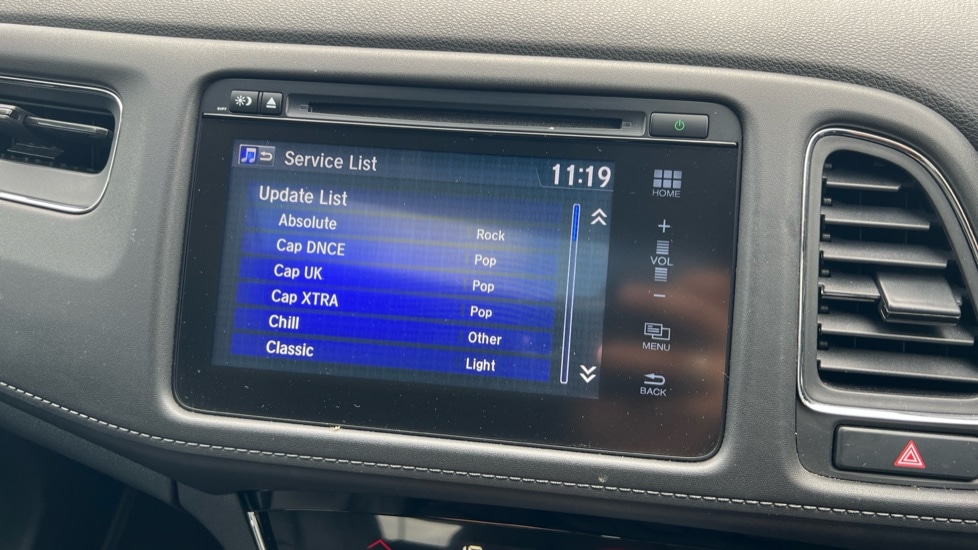 Service List 11:19
Update List
Absolute Rock
Cap DNCE Pop
Cap UK Pop
Cap XTRA Pop
Chill Other
Classic Light
HOME
+
VOL
−
MENU
BACK